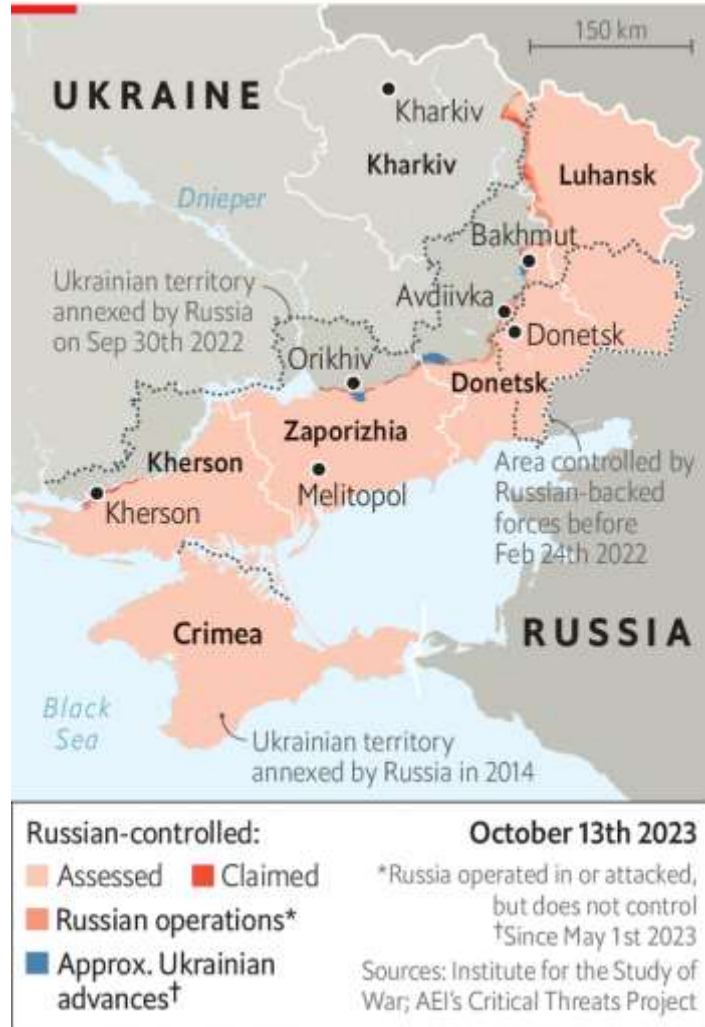 150 km
UKRAINE
Kharkiv
Kharkiv
Luhansk
Dnieper
Bakhmut
Ukrainian territory
annexed by Russia
on Sep 30th 2022
Avdiivka
Donetsk
Orikhiv
Donetsk
Zaporizhia
Kherson
Melitopol
Kherson
Area controlled by
Russian-backed
forces before
Feb 24th 2022
Crimea
RUSSIA
Black
Sea
Ukrainian territory
annexed by Russia in 2014
Russian-controlled:
Assessed Claimed
Russian operations*
Approx. Ukrainian
advances†
October 13th 2023
*Russia operated in or attacked,
but does not control
†Since May 1st 2023
Sources: Institute for the Study of
War; AEI's Critical Threats Project